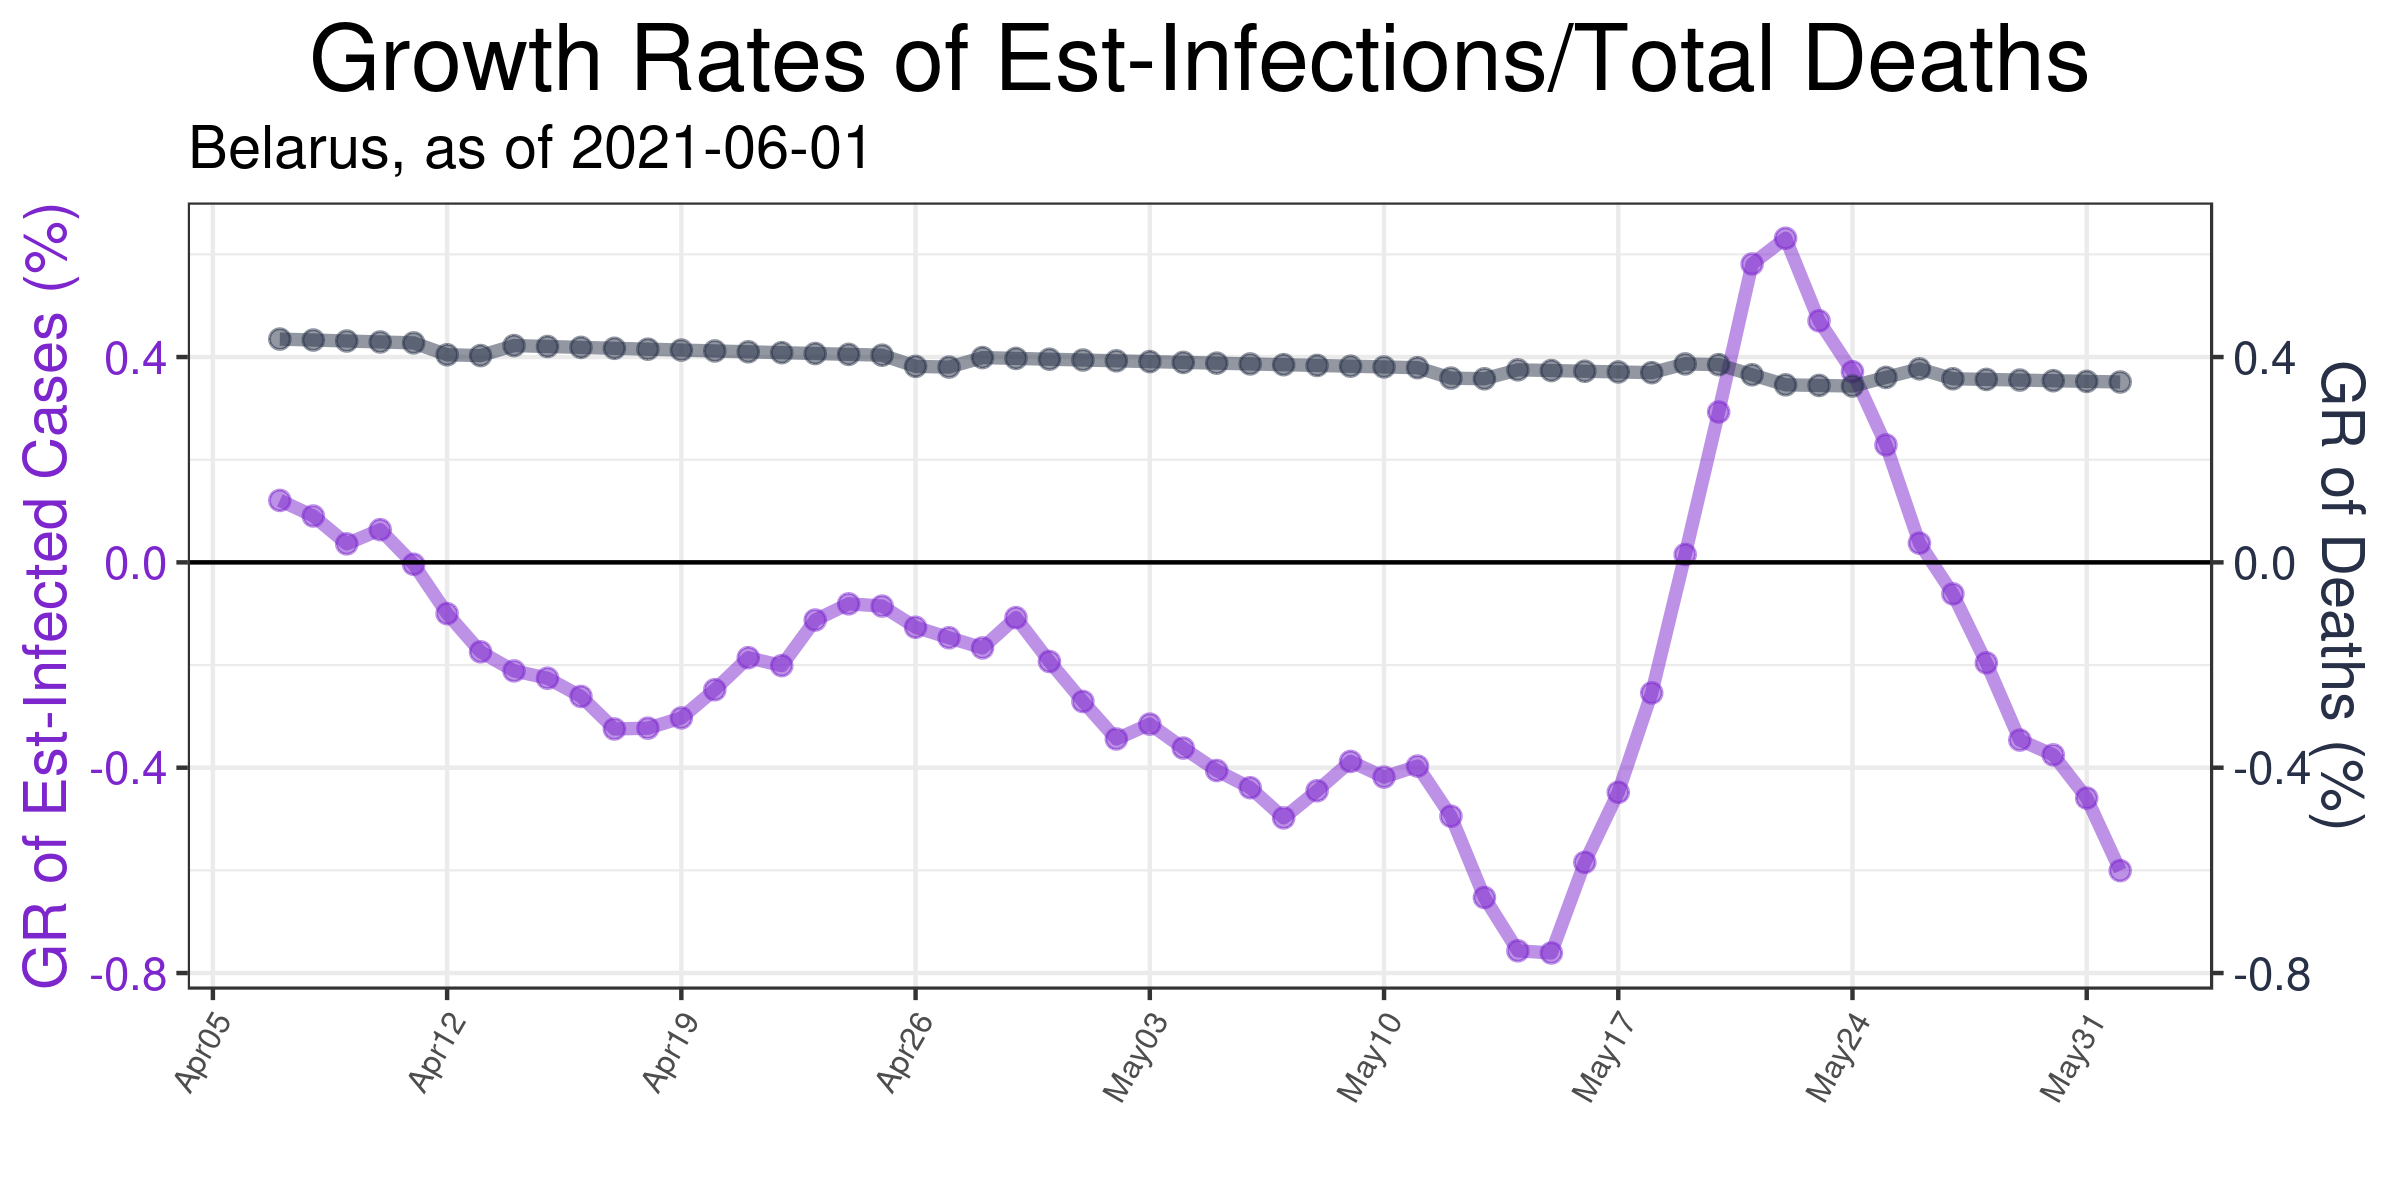 Growth Rates of Est-Infections/Total Deaths
Belarus, as of 2021-06-01
GR of Est-Infected Cases (%)
0.4
0.0
-0.4
-0.8
0.4
0.0
-0.4
-0.8
GR of Deaths (%)
Apr05
Apr12
Apr19
Apr26
May03
May10
May17
May24
May31